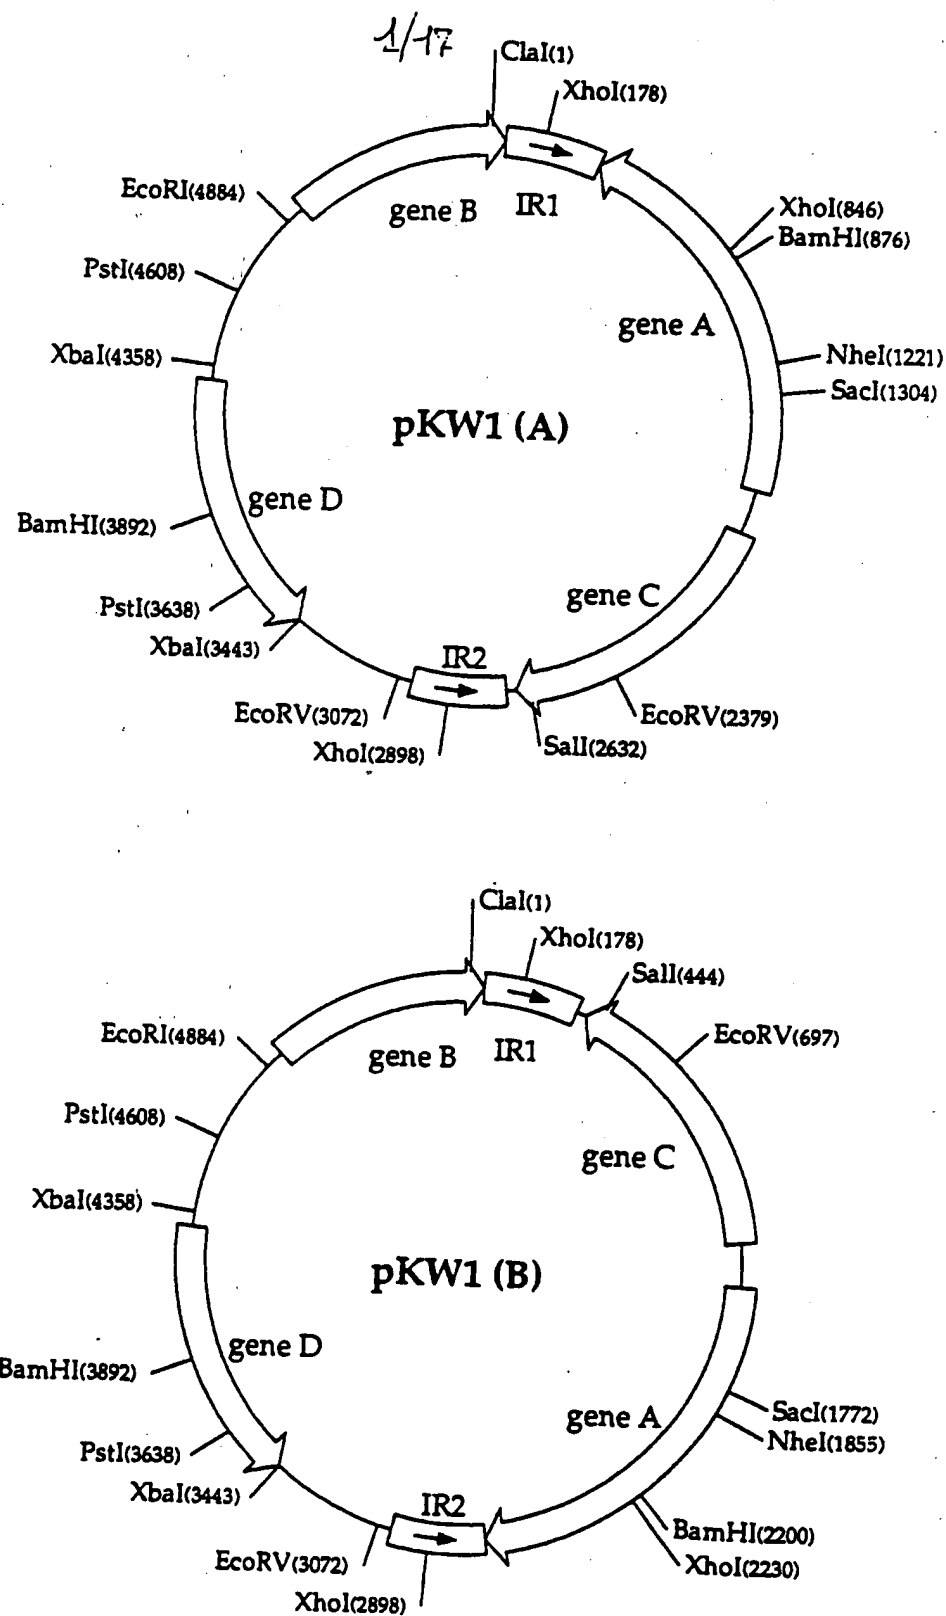 1/17
ClaI(1)
XhoI(178)
EcoRI(4884)
gene B
IR1
XhoI(846)
BamHI(876)
PstI(4608)
gene A
XbaI(4358)
NheI(1221)
SacI(1304)
pKW1 (A)
gene D
BamHI(3892)
gene C
PstI(3638)
XbaI(3443)
IR2
EcoRV(3072)
EcoRV(2379)
XhoI(2898)
SalI(2632)
ClaI(1)
XhoI(178)
SalI(444)
EcoRI(4884)
EcoRV(697)
gene B
IR1
PstI(4608)
gene C
XbaI(4358)
pKW1 (B)
gene D
BamHI(3892)
gene A
SacI(1772)
NheI(1855)
PstI(3638)
XbaI(3443)
IR2
BamHI(2200)
EcoRV(3072)
XhoI(2230)
XhoI(2898)